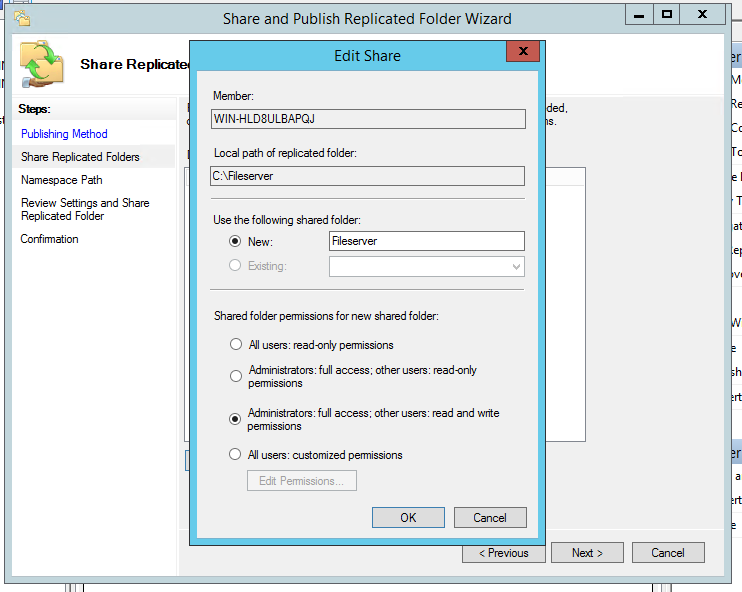 Share and Publish Replicated Folder Wizard
Share Replicate
Steps:
Publishing Method
Share Replicated Folders
Namespace Path
Review Settings and Share
Replicated Folder
Confirmation
ded,
ns.
Edit Share
Member:
WIN-HLD8ULBAPQJ
Local path of replicated folder:
C:\Fileserver
Use the following shared folder:
New:
Fileserver
Existing:
Shared folder permissions for new shared folder:
All users: read-only permissions
Administrators: full access; other users: read-only
permissions
Administrators: full access; other users: read and write
permissions
All users: customized permissions
Edit Permissions...
OK Cancel
< Previous Next > Cancel